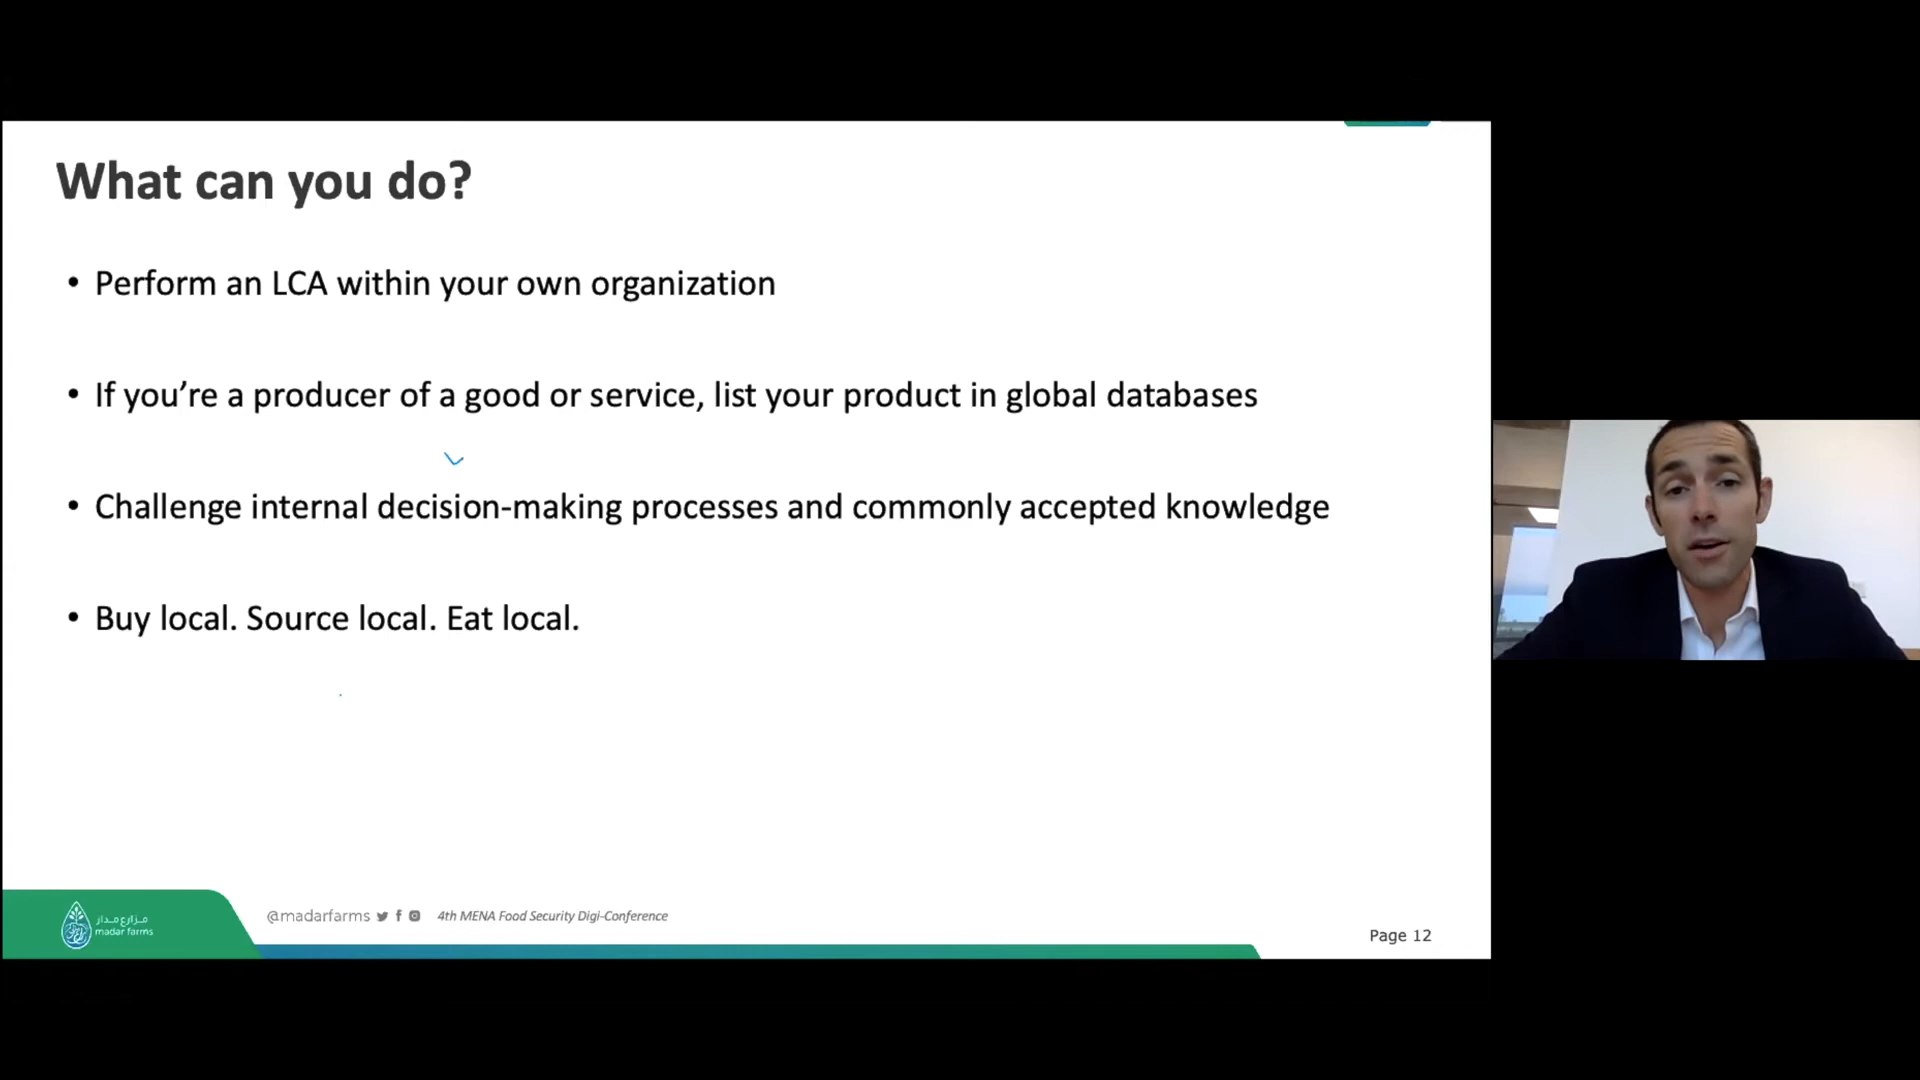 What can you do?
• Perform an LCA within your own organization
• If you’re a producer of a good or service, list your product in global databases
• Challenge internal decision-making processes and commonly accepted knowledge
• Buy local. Source local. Eat local.
مزارع مدار
madar farms
@madarfarms
4th MENA Food Security Digi-Conference
Page 12